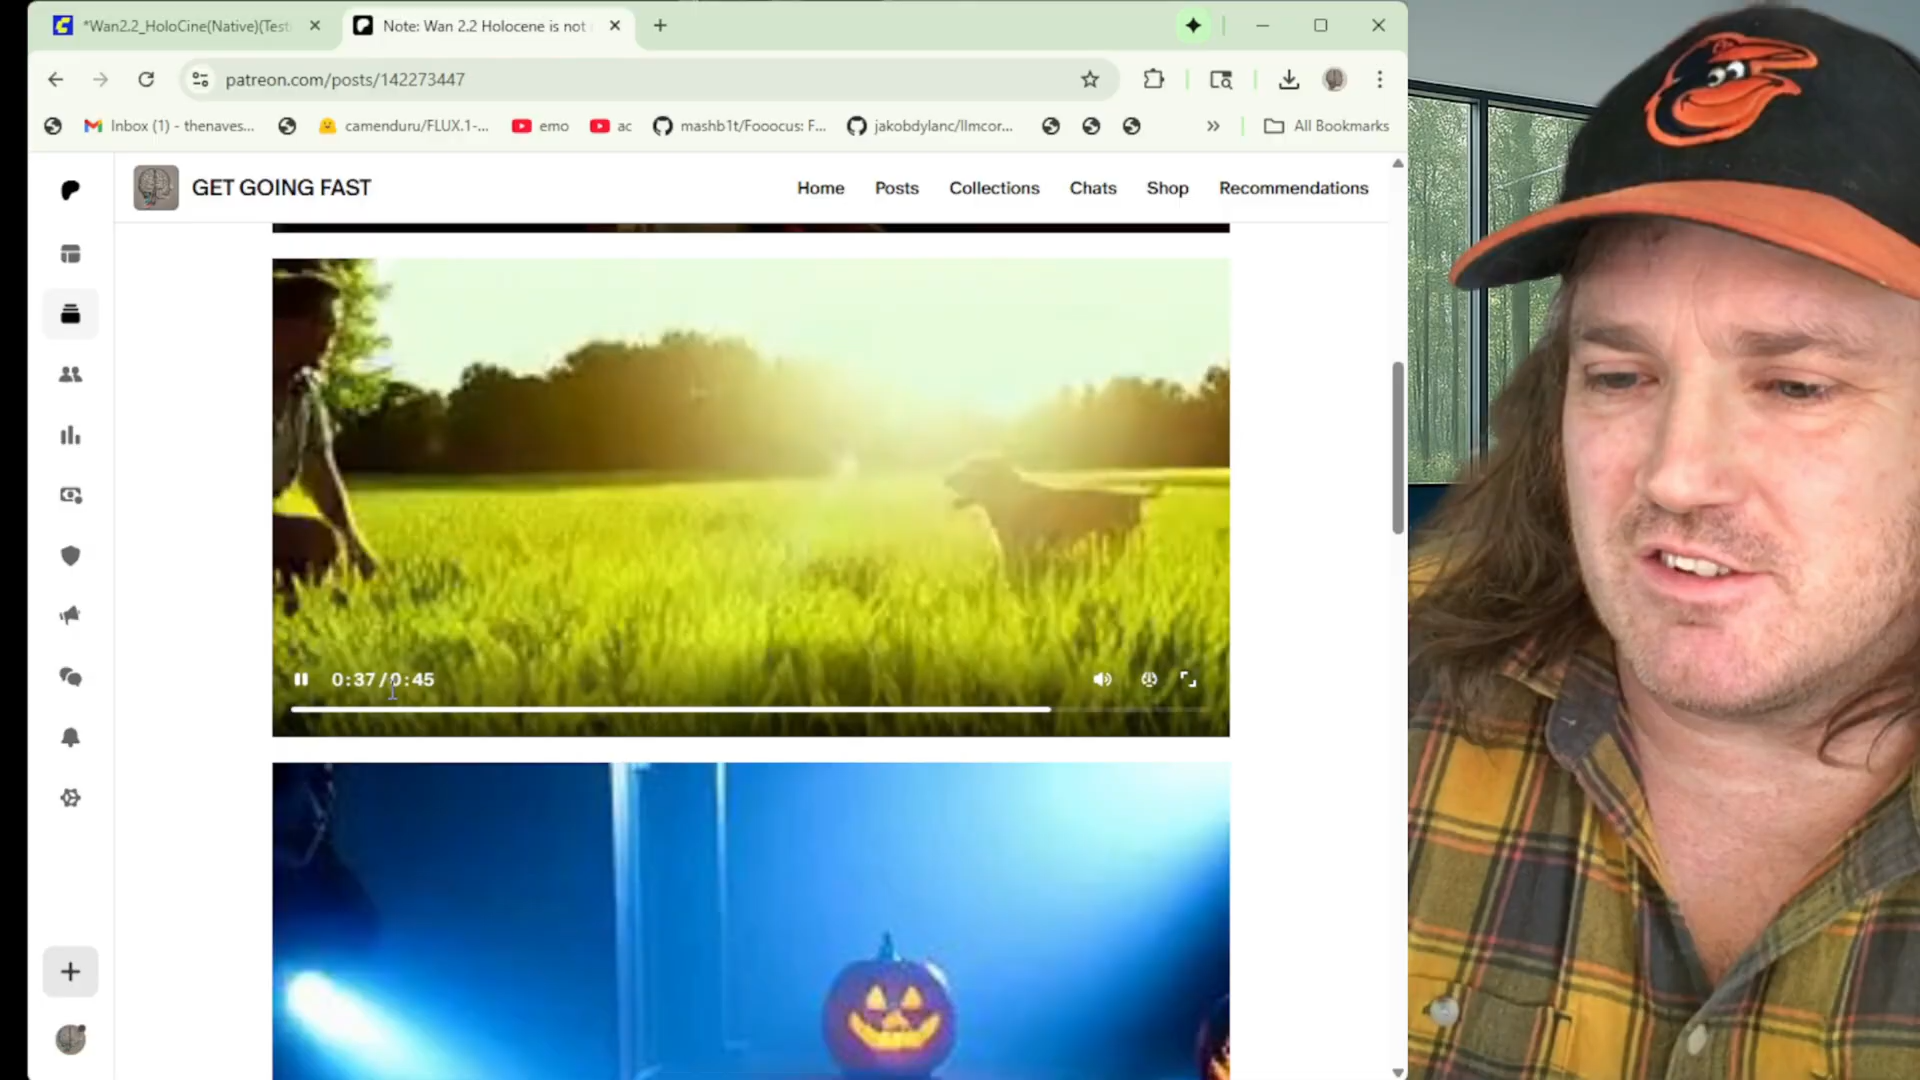 *Wan2.2_HoloCine(Native)(Test
Note: Wan 2.2 Holocene is not
patreon.com/posts/142273447
Inbox (1) - thenaves...
camenduru/FLUX.1-...
emo
ac
mashb1t/Fooocus: F...
jakobdylanc/llmcor...
All Bookmarks
GET GOING FAST
Home
Posts
Collections
Chats
Shop
Recommendations
0:37 / 0:45